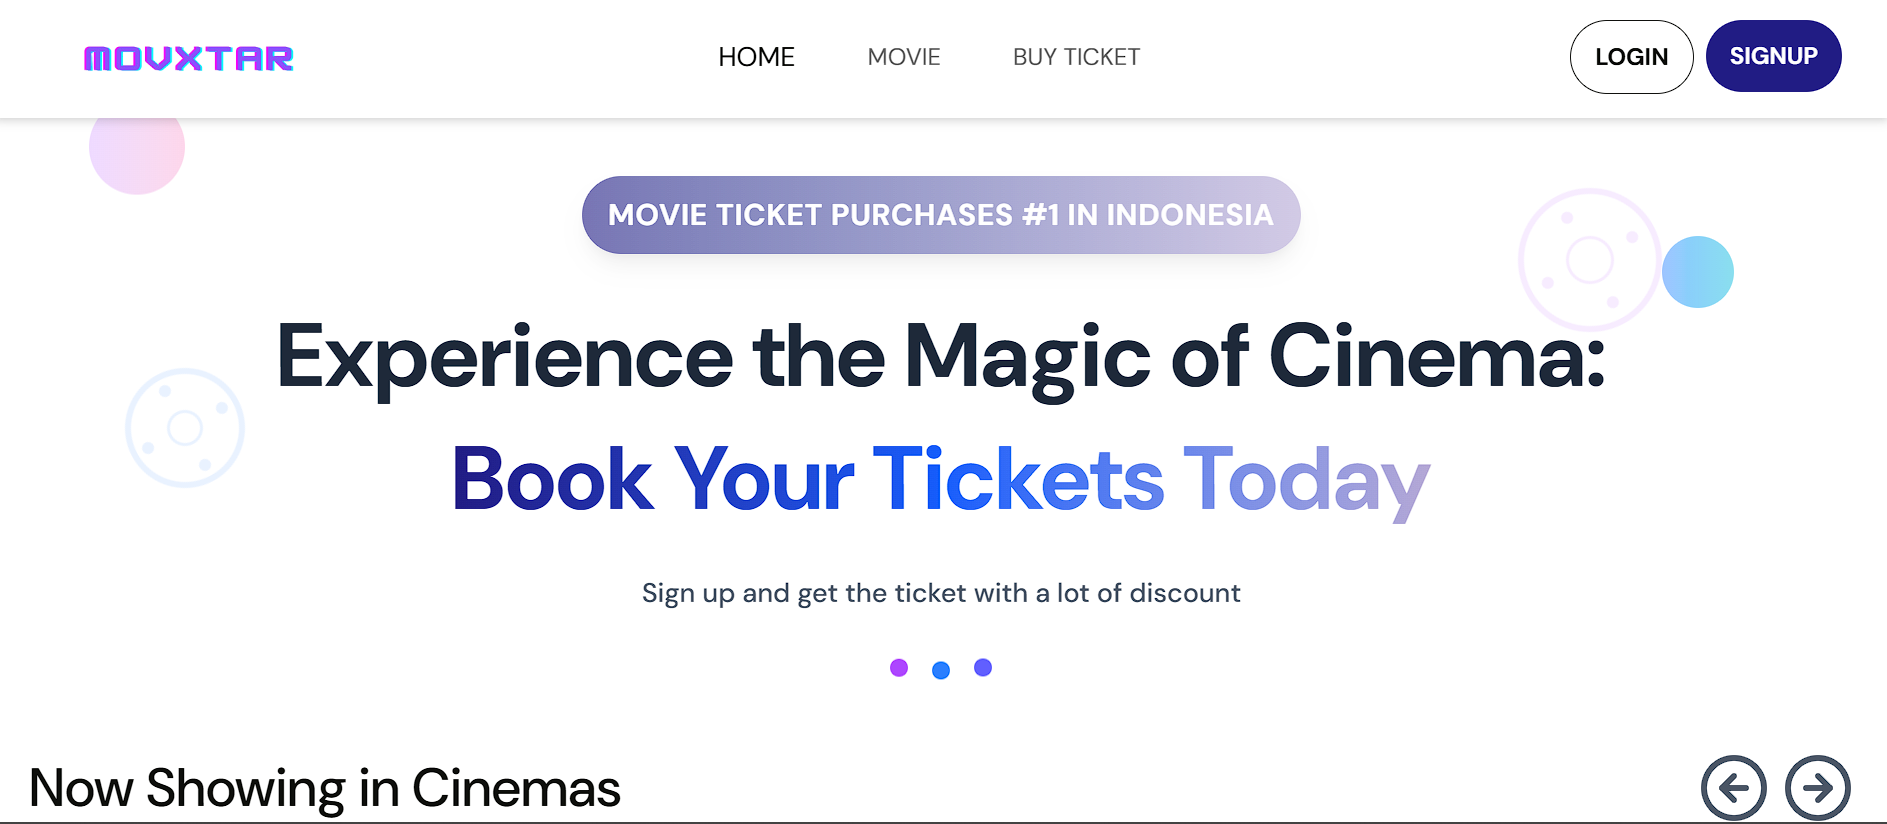 MOVXTAR
HOME
MOVIE
BUY TICKET
LOGIN
SIGNUP
MOVIE TICKET PURCHASES #1 IN INDONESIA
Experience the Magic of Cinema:
Book Your Tickets Today
Sign up and get the ticket with a lot of discount
Now Showing in Cinemas